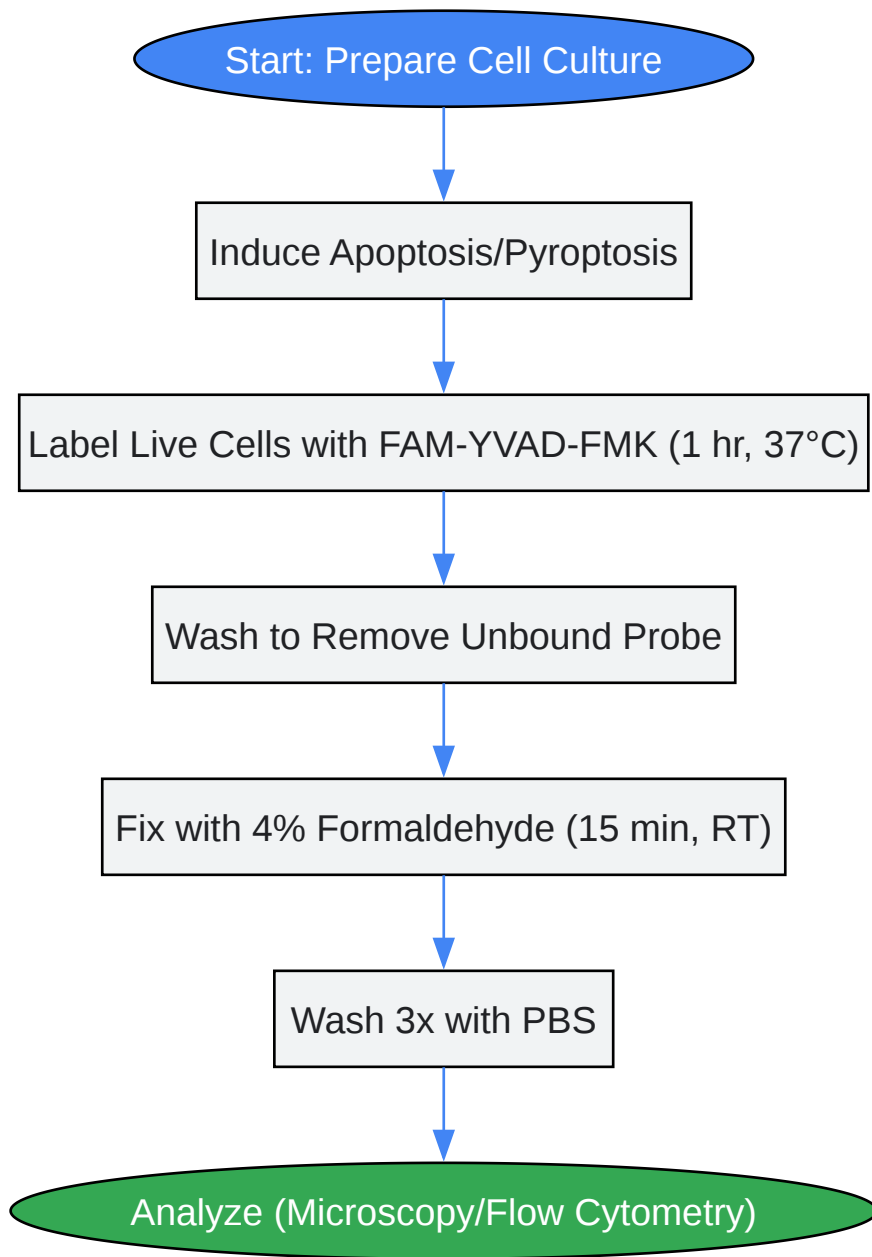 Start: Prepare Cell Culture
Induce Apoptosis/Pyroptosis
Label Live Cells with FAM-YVAD-FMK (1 hr, 37°C)
Wash to Remove Unbound Probe
Fix with 4% Formaldehyde (15 min, RT)
Wash 3x with PBS
Analyze (Microscopy/Flow Cytometry)